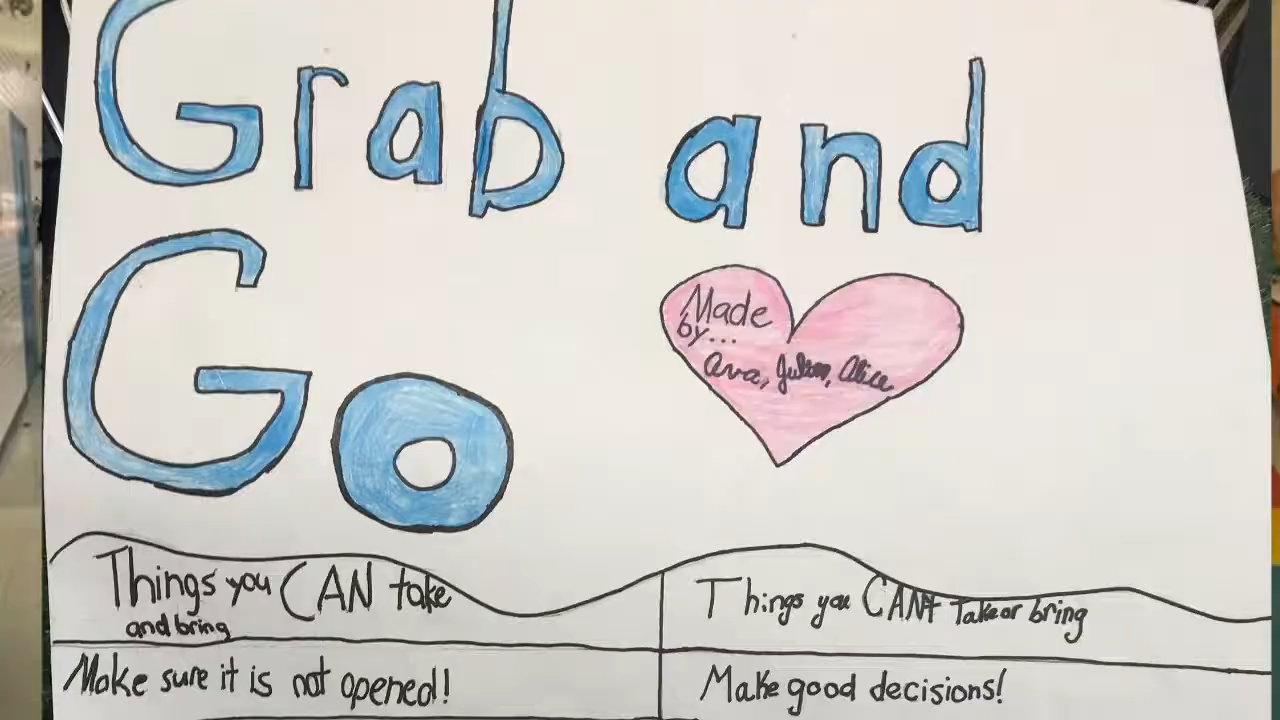 Grab and
Go
Made
by...
Ava, Julian, Alice
Things you CAN take
and bring
Things you CAN'T Take or bring
Make sure it is not opened!
Make good decisions!